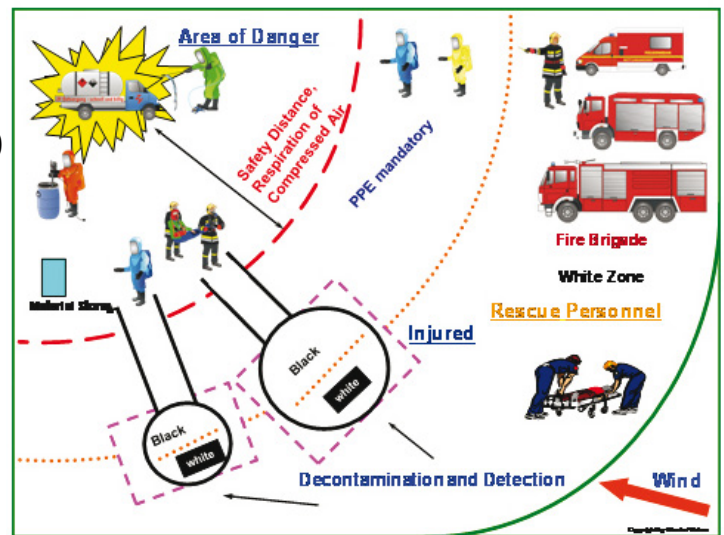 Area of Danger
Safety Distance,
Respiration of
Compressed Air
PPE mandatory
Fire Brigade
White Zone
Rescue Personnel
Material
Injured
Black
white
Black
white
Decontamination and Detection
Wind